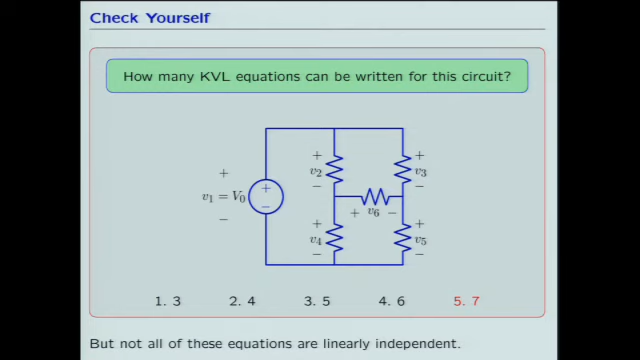 Check Yourself
How many KVL equations can be written for this circuit?
+ + +
v₂ v₃
v₁ = V₀ + − − −
+ v₆ −
− + +
v₄ v₅
− −
1. 3 2. 4 3. 5 4. 6 5. 7
But not all of these equations are linearly independent.